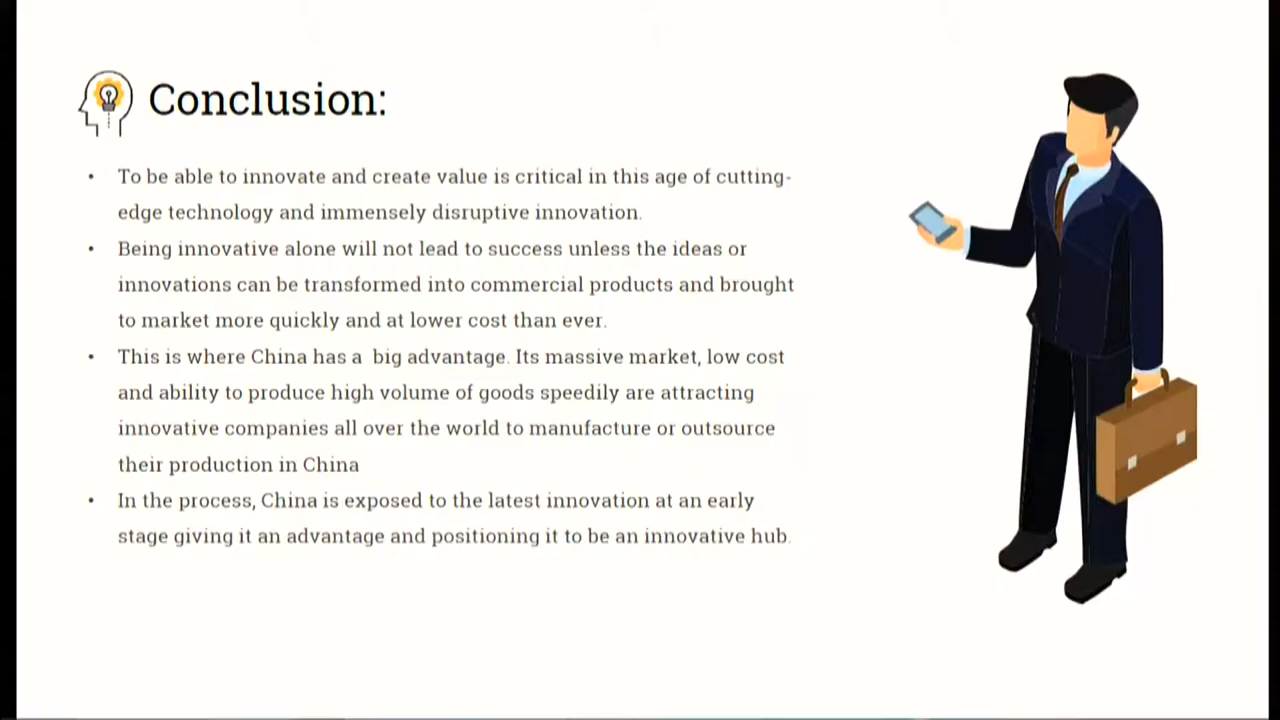 Conclusion:
• To be able to innovate and create value is critical in this age of cutting-
edge technology and immensely disruptive innovation.
• Being innovative alone will not lead to success unless the ideas or
innovations can be transformed into commercial products and brought
to market more quickly and at lower cost than ever.
• This is where China has a  big advantage. Its massive market, low cost
and ability to produce high volume of goods speedily are attracting
innovative companies all over the world to manufacture or outsource
their production in China
• In the process, China is exposed to the latest innovation at an early
stage giving it an advantage and positioning it to be an innovative hub.